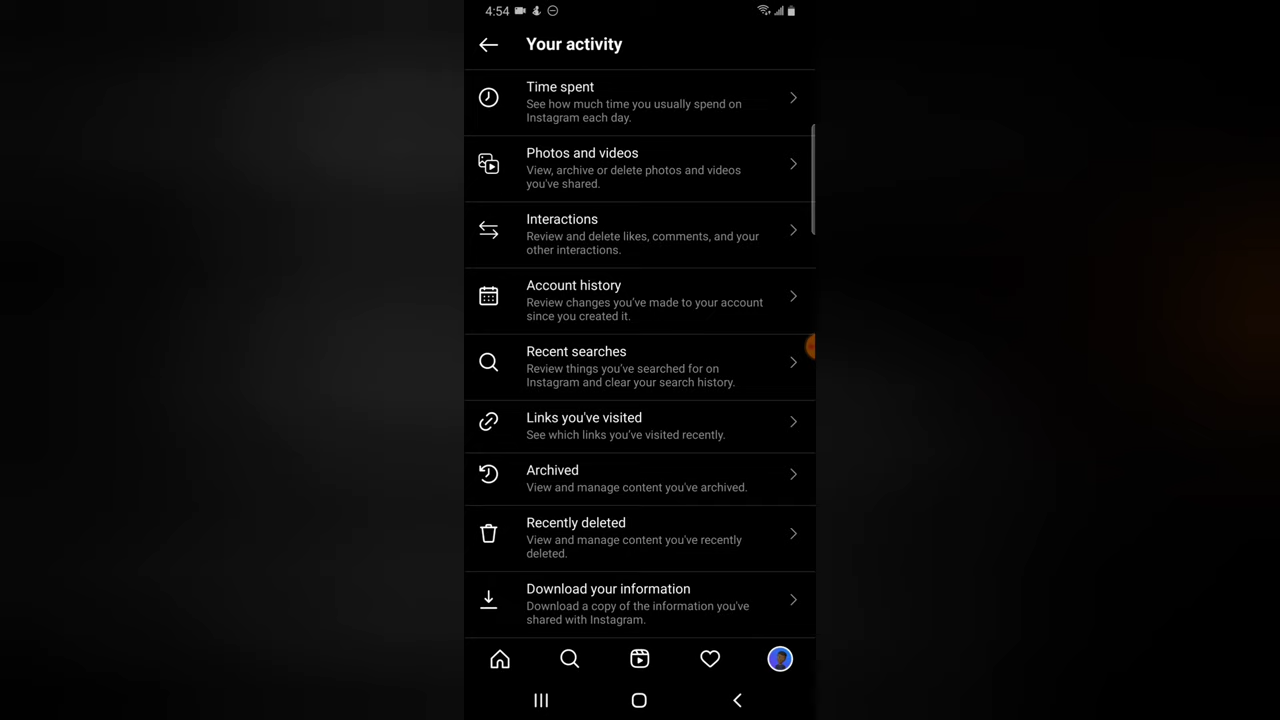 4:54
Your activity
Time spent
See how much time you usually spend on
Instagram each day.
Photos and videos
View, archive or delete photos and videos
you've shared.
Interactions
Review and delete likes, comments, and your
other interactions.
Account history
Review changes you've made to your account
since you created it.
Recent searches
Review things you've searched for on
Instagram and clear your search history.
Links you've visited
See which links you've visited recently.
Archived
View and manage content you've archived.
Recently deleted
View and manage content you've recently
deleted.
Download your information
Download a copy of the information you've
shared with Instagram.